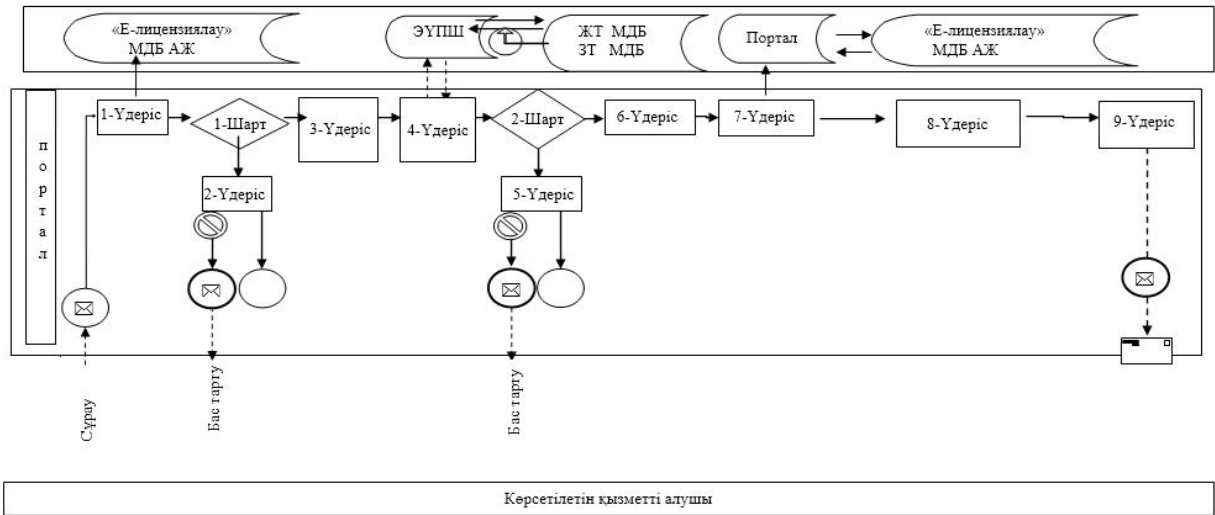 «Е-лицензиялау»
МДБ АЖ
ЭҮПШ
ЖТ МДБ
ЗТ МДБ
Портал
«Е-лицензиялау»
МДБ АЖ
портал
1-Үдеріс
1-Шарт
3-Үдеріс
4-Үдеріс
2-Шарт
6-Үдеріс
7-Үдеріс
8-Үдеріс
9-Үдеріс
2-Үдеріс
5-Үдеріс
Сұрау
Бас тарту
Бас тарту
Көрсетілетін қызметті алушы